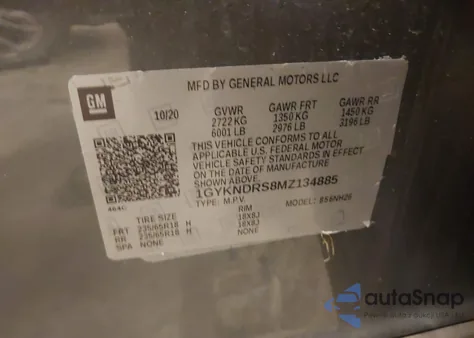 MFD BY GENERAL MOTORS LLC
GM
10/20 GVWR GAWR FRT GAWR RR
2722 KG 1350 KG 1450 KG
6001 LB 2976 LB 3196 LB
THIS VEHICLE CONFORMS TO ALL
APPLICABLE U.S. FEDERAL MOTOR
VEHICLE SAFETY STANDARDS IN EFFECT
ON THE DATE OF MANUFACTURE
1GYKNDRS8MZ134885
TYPE: M.P.V. MODEL:
TIRE SIZE RIM
FRT 235/65R18 H 18X8J
RR 235/65R18 H 18X8J
SPA NONE NONE
autoSnap